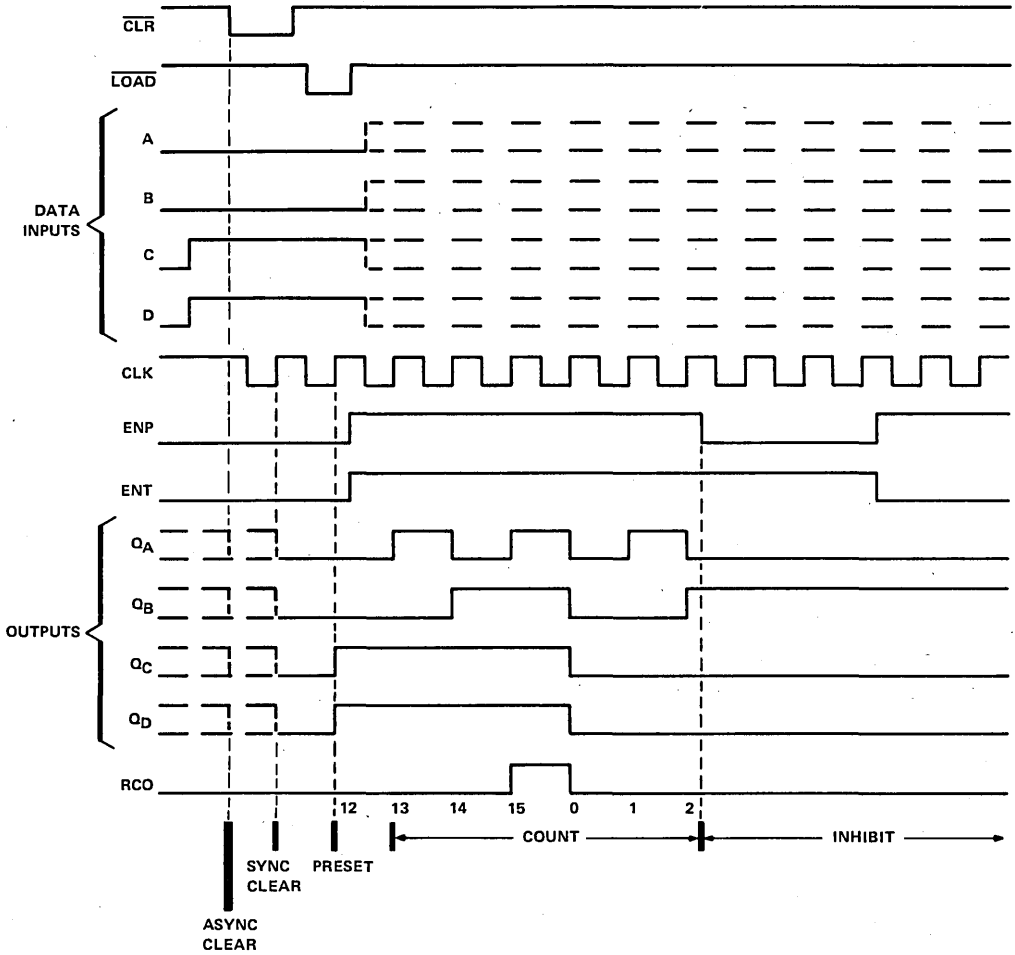 CLR
LOAD
A
B
DATA
INPUTS
C
D
CLK
ENP
ENT
QA
QB
OUTPUTS
QC
QD
RCO
12 13 14 15 0 1 2
COUNT
INHIBIT
SYNC
CLEAR
PRESET
ASYNC
CLEAR